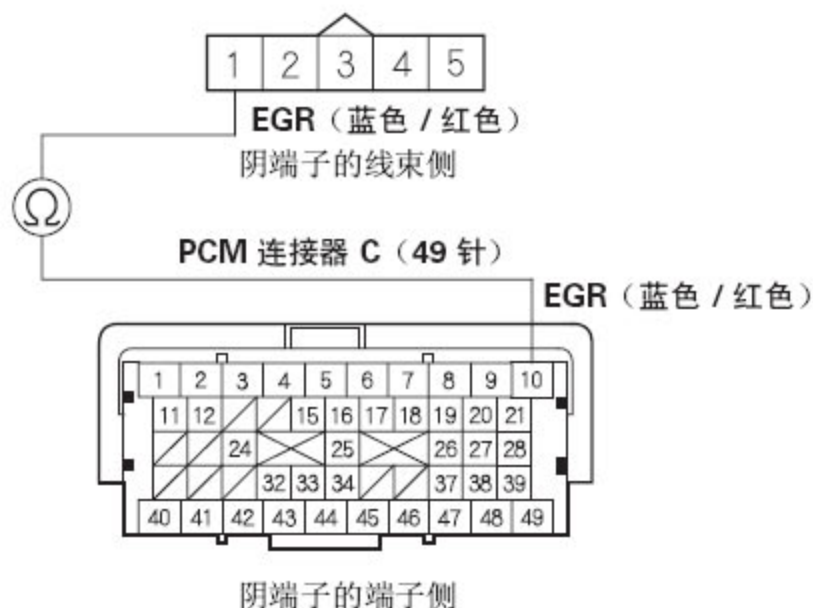 1 2 3 4 5
EGR（蓝色 / 红色）
阴端子的线束侧
Ω
PCM 连接器 C（49 针）
EGR（蓝色 / 红色）
1 2 3 4 5 6 7 8 9 10
11 12 15 16 17 18 19 20 21
24 25 26 27 28
32 33 34 37 38 39
40 41 42 43 44 45 46 47 48 49
阴端子的端子侧